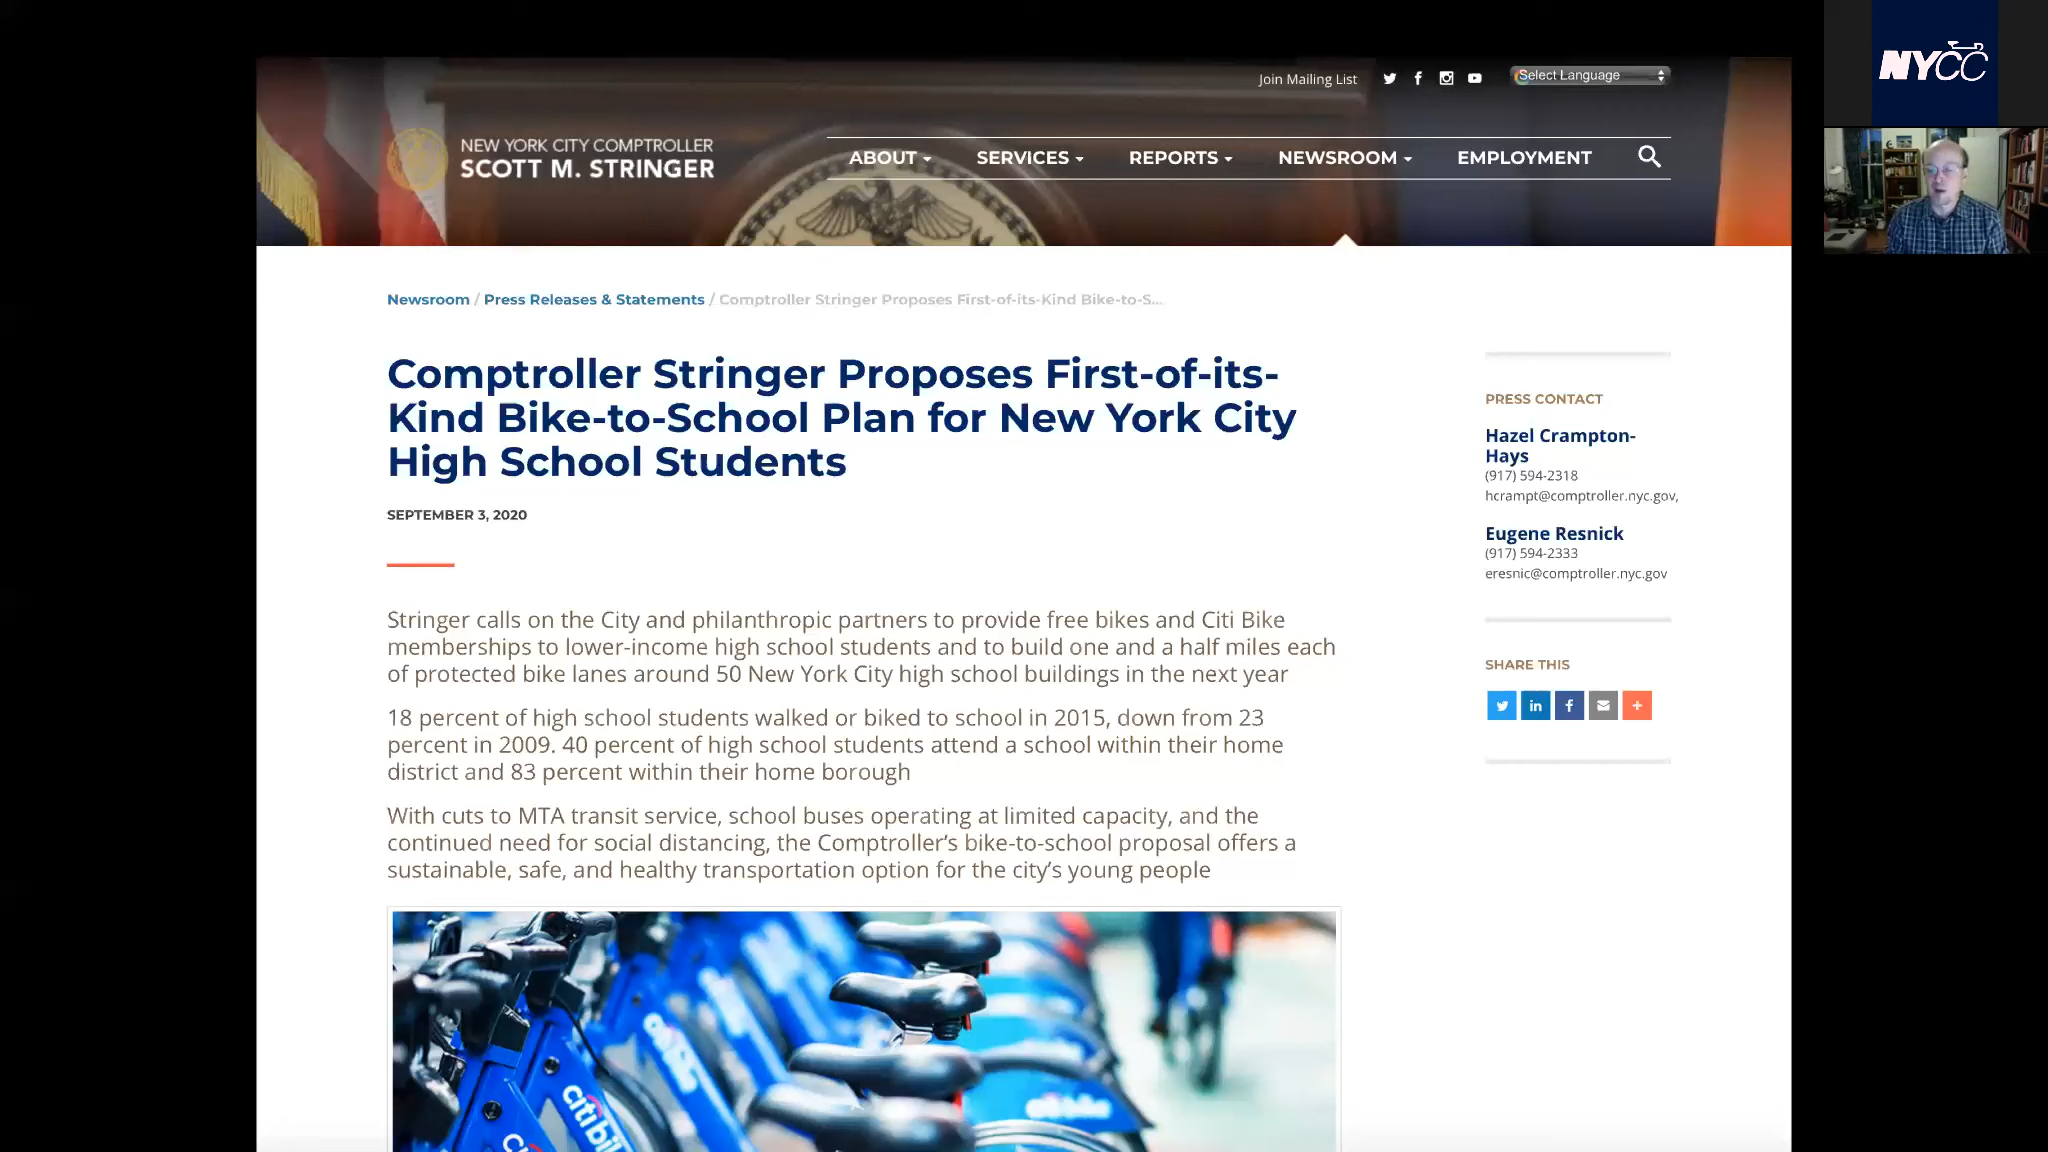 Join Mailing List
Select Language
NYCC
NEW YORK CITY COMPTROLLER
SCOTT M. STRINGER
ABOUT
SERVICES
REPORTS
NEWSROOM
EMPLOYMENT
Newsroom / Press Releases & Statements / Comptroller Stringer Proposes First-of-its-Kind Bike-to-S...
Comptroller Stringer Proposes First-of-its-
Kind Bike-to-School Plan for New York City
High School Students
SEPTEMBER 3, 2020
Stringer calls on the City and philanthropic partners to provide free bikes and Citi Bike
memberships to lower-income high school students and to build one and a half miles each
of protected bike lanes around 50 New York City high school buildings in the next year
18 percent of high school students walked or biked to school in 2015, down from 23
percent in 2009. 40 percent of high school students attend a school within their home
district and 83 percent within their home borough
With cuts to MTA transit service, school buses operating at limited capacity, and the
continued need for social distancing, the Comptroller's bike-to-school proposal offers a
sustainable, safe, and healthy transportation option for the city's young people
PRESS CONTACT
Hazel Crampton-
Hays
(917) 594-2318
hcrampt@comptroller.nyc.gov,
Eugene Resnick
(917) 594-2333
eresnic@comptroller.nyc.gov
SHARE THIS
citibi